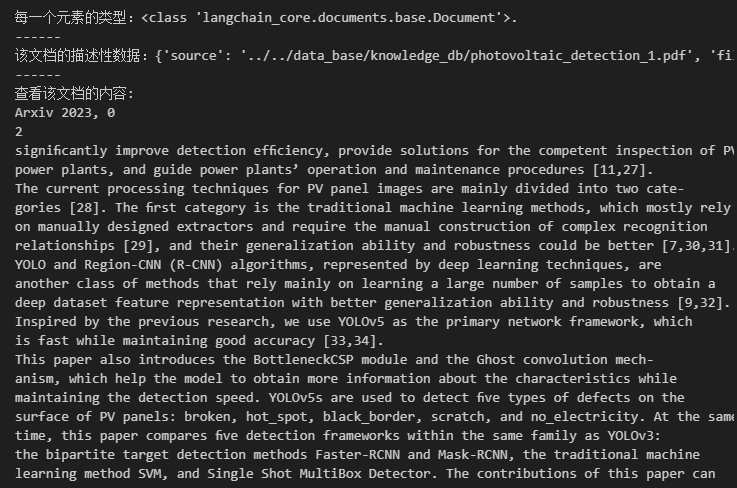 每一个元素的类型：<class 'langchain_core.documents.base.Document'>.
------
该文档的描述性数据：{'source': '../../data_base/knowledge_db/photovoltaic_detection_1.pdf', 'fil
------
查看该文档的内容:
Arxiv 2023, 0
2
significantly improve detection efficiency, provide solutions for the competent inspection of PV
power plants, and guide power plants’ operation and maintenance procedures [11,27].
The current processing techniques for PV panel images are mainly divided into two cate-
gories [28]. The first category is the traditional machine learning methods, which mostly rely
on manually designed extractors and require the manual construction of complex recognition
relationships [29], and their generalization ability and robustness could be better [7,30,31].
YOLO and Region-CNN (R-CNN) algorithms, represented by deep learning techniques, are
another class of methods that rely mainly on learning a large number of samples to obtain a
deep dataset feature representation with better generalization ability and robustness [9,32].
Inspired by the previous research, we use YOLOv5 as the primary network framework, which
is fast while maintaining good accuracy [33,34].
This paper also introduces the BottleneckCSP module and the Ghost convolution mech-
anism, which help the model to obtain more information about the characteristics while
maintaining the detection speed. YOLOv5s are used to detect five types of defects on the
surface of PV panels: broken, hot_spot, black_border, scratch, and no_electricity. At the same
time, this paper compares five detection frameworks within the same family as YOLOv3:
the bipartite target detection methods Faster-RCNN and Mask-RCNN, the traditional machine
learning method SVM, and Single Shot MultiBox Detector. The contributions of this paper can